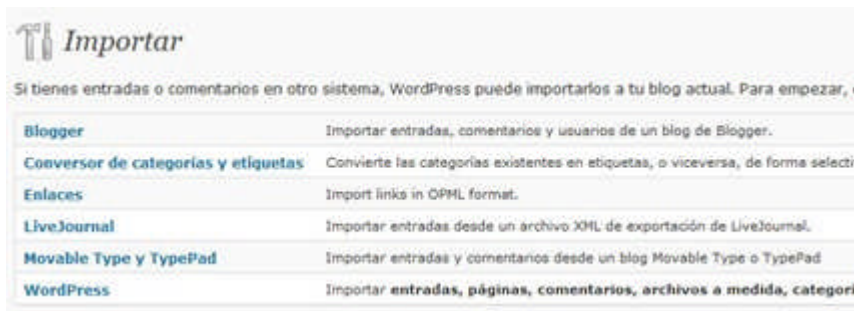 Importar
Si tienes entradas o comentarios en otro sistema, WordPress puede importarlos a tu blog actual. Para empezar,
Blogger Importar entradas, comentarios y usuarios de un blog de Blogger.
Conversor de categorías y etiquetas Convierte las categorías existentes en etiquetas, o viceversa, de forma selecti
Enlaces Import links in OPML format.
LiveJournal Importar entradas desde un archivo XML de exportación de LiveJournal.
Movable Type y TypePad Importar entradas y comentarios desde un blog Movable Type o TypePad
WordPress Importar entradas, páginas, comentarios, archivos a medida, categorí